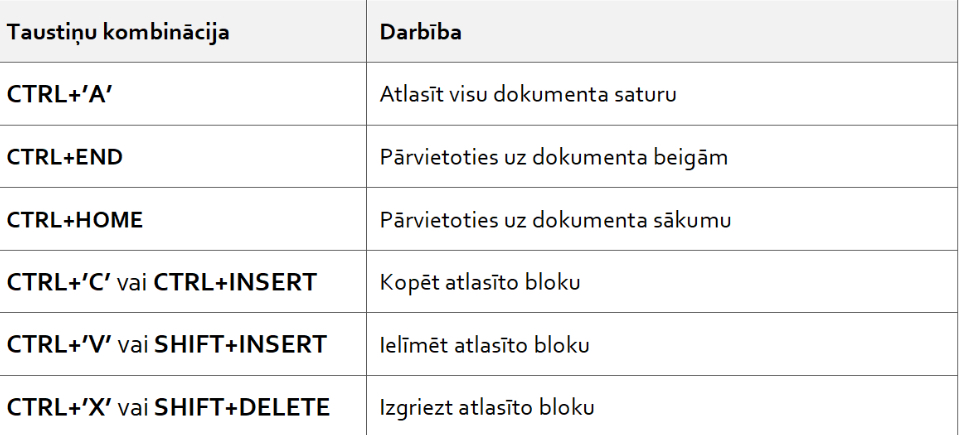 Taustiņu kombinācija Darbība
CTRL+’A’ Atlasīt visu dokumenta saturu
CTRL+END Pārvietoties uz dokumenta beigām
CTRL+HOME Pārvietoties uz dokumenta sākumu
CTRL+’C’ vai CTRL+INSERT Kopēt atlasīto bloku
CTRL+’V’ vai SHIFT+INSERT Ielīmēt atlasīto bloku
CTRL+’X’ vai SHIFT+DELETE Izgriezt atlasīto bloku